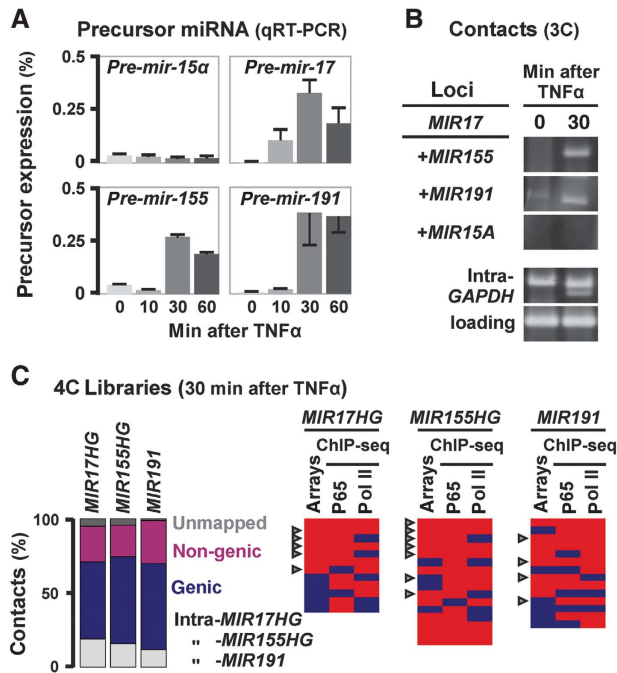 A
Precursor miRNA (qRT-PCR)
Precursor expression (%)
0.5
0.25
0
Pre-mir-15α
Pre-mir-17
0.5
0.25
0
Pre-mir-155
Pre-mir-191
0 10 30 60 0 10 30 60
Min after TNFα
B
Contacts (3C)
Loci
Min after
TNFα
MIR17
0 30
+MIR155
+MIR191
+MIR15A
Intra-
GAPDH
loading
C
4C Libraries (30 min after TNFα)
MIR17HG
MIR155HG
MIR191
Contacts (%)
100
50
0
Unmapped
Non-genic
Genic
Intra-MIR17HG
" -MIR155HG
" -MIR191
MIR17HG
ChIP-seq
Arrays
P65
Pol II
MIR155HG
ChIP-seq
Arrays
P65
Pol II
MIR191
ChIP-seq
Arrays
P65
Pol II